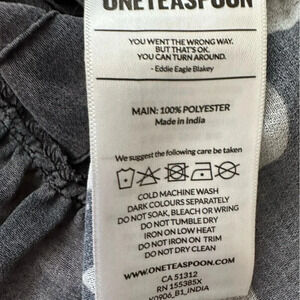 ONETEASPOON
YOU WENT THE WRONG WAY.
BUT THAT'S OK.
YOU CAN TURN AROUND.
- Eddie Eagle Blakey
MAIN: 100% POLYESTER
Made in India
We suggest the following care be taken
COLD MACHINE WASH
DARK COLOURS SEPARATELY
DO NOT SOAK, BLEACH OR WRING
DO NOT TUMBLE DRY
IRON ON LOW HEAT
DO NOT IRON ON TRIM
DO NOT DRY CLEAN
WWW.ONETEASPOON.COM
CA 51312
RN 155385X
K0906_B1_INDIA